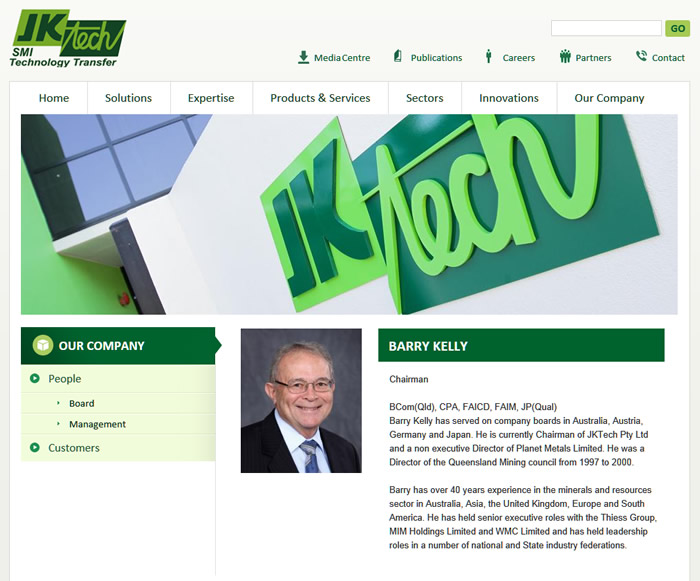 JKtech
SMI
Technology Transfer
GO
Media Centre
Publications
Careers
Partners
Contact
Home
Solutions
Expertise
Products & Services
Sectors
Innovations
Our Company
JKtech
OUR COMPANY
People
Board
Management
Customers
BARRY KELLY
Chairman
BCom(Qld), CPA, FAICD, FAIM, JP(Qual)
Barry Kelly has served on company boards in Australia, Austria,
Germany and Japan. He is currently Chairman of JKTech Pty Ltd
and a non executive Director of Planet Metals Limited. He was a
Director of the Queensland Mining council from 1997 to 2000.
Barry has over 40 years experience in the minerals and resources
sector in Australia, Asia, the United Kingdom, Europe and South
America. He has held senior executive roles with the Thiess Group,
MIM Holdings Limited and WMC Limited and has held leadership
roles in a number of national and State industry federations.